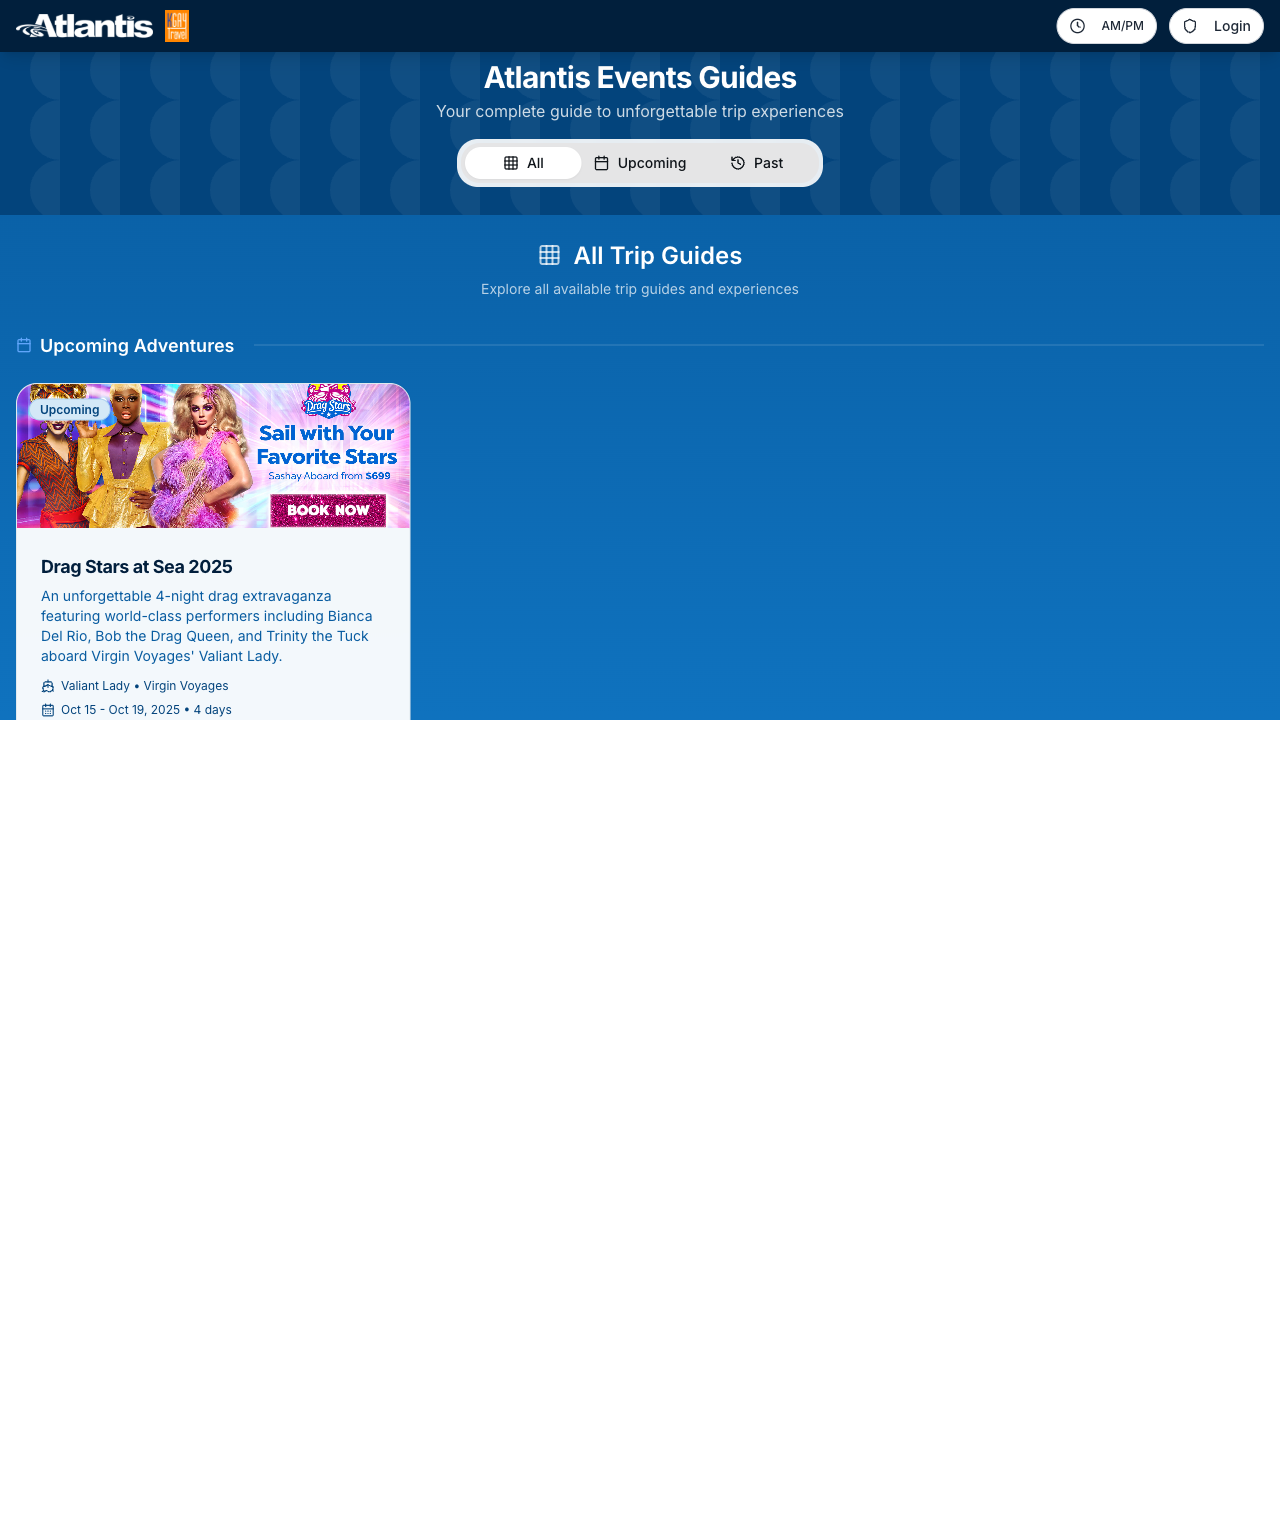 Atlantis
KGAY
Travel
AM/PM
Login
Atlantis Events Guides
Your complete guide to unforgettable trip experiences
All
Upcoming
Past
All Trip Guides
Explore all available trip guides and experiences
Upcoming Adventures
Upcoming
Drag Stars
Sail with Your
Favorite Stars
Sashay Aboard from $699
BOOK NOW
Drag Stars at Sea 2025
An unforgettable 4-night drag extravaganza
featuring world-class performers including Bianca
Del Rio, Bob the Drag Queen, and Trinity the Tuck
aboard Virgin Voyages' Valiant Lady.
Valiant Lady • Virgin Voyages
Oct 15 - Oct 19, 2025 • 4 days